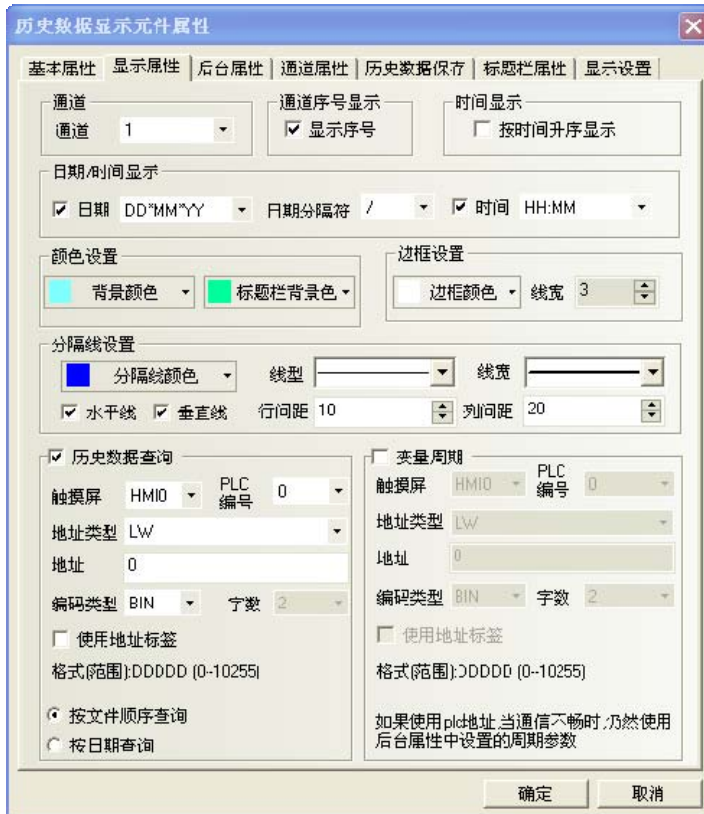 历史数据显示元件属性
基本属性 显示属性 后台属性 通道属性 历史数据保存 标题栏属性 显示设置
通道 通道序号显示 时间显示
通道 1 显示序号 按时间升序显示
日期/时间显示
日期 DD*MM*YY 日期分隔符 / 时间 HH:MM
颜色设置 边框设置
背景颜色 标题栏背景色 边框颜色 线宽 3
分隔线设置
分隔线颜色 线型 线宽
水平线 垂直线 行间距 10 列间距 20
历史数据查询
触摸屏 HMI0 PLC
编号 0
地址类型 LW
地址 0
编码类型 BIN 字数 2
使用地址标签
格式(范围):DDDDD (0--10255)
按文件顺序查询
按日期查询
变量周期
触摸屏 HMI0 PLC
编号 0
地址类型 LW
地址 0
编码类型 BIN 字数 2
使用地址标签
格式(范围):DDDDD (0--10255)
如果使用plc地址,当通信不畅时,仍然使用
后台属性中设置的周期参数
确定 取消